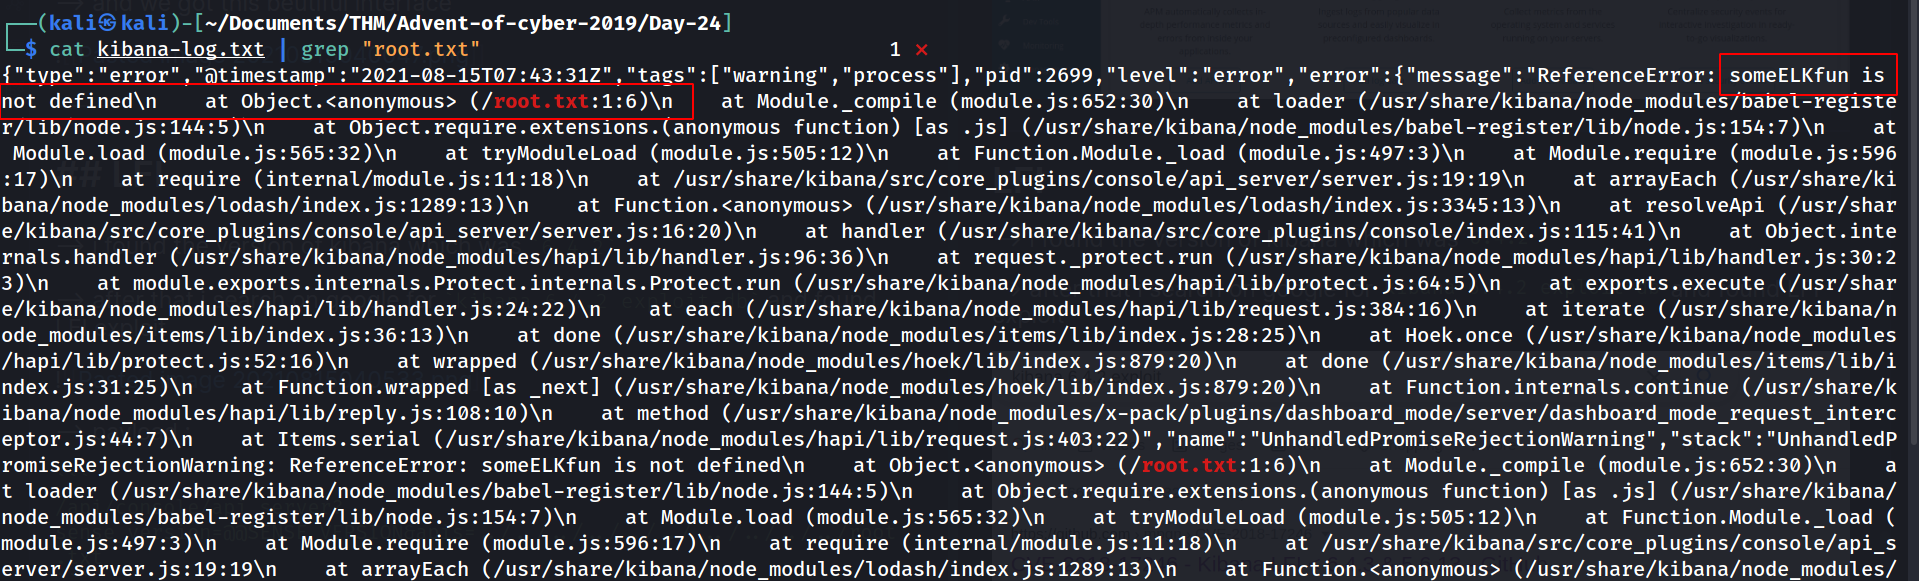 ┌──(kali㉿kali)-[~/Documents/THM/Advent-of-cyber-2019/Day-24]
└─$ cat kibana-log.txt | grep "root.txt" 1 ⨯
{"type":"error","@timestamp":"2021-08-15T07:43:31Z","tags":["warning","process"],"pid":2699,"level":"error","error":{"message":"ReferenceError: someELKfun is
not defined\n    at Object.<anonymous> (/root.txt:1:6)\n    at Module._compile (module.js:652:30)\n    at loader (/usr/share/kibana/node_modules/babel-registe
r/lib/node.js:144:5)\n    at Object.require.extensions.(anonymous function) [as .js] (/usr/share/kibana/node_modules/babel-register/lib/node.js:154:7)\n    at
 Module.load (module.js:565:32)\n    at tryModuleLoad (module.js:505:12)\n    at Function.Module._load (module.js:497:3)\n    at Module.require (module.js:596
:17)\n    at require (internal/module.js:11:18)\n    at /usr/share/kibana/src/core_plugins/console/api_server/server.js:19:19\n    at arrayEach (/usr/share/ki
bana/node_modules/lodash/index.js:1289:13)\n    at Function.<anonymous> (/usr/share/kibana/node_modules/lodash/index.js:3345:13)\n    at resolveApi (/usr/shar
e/kibana/src/core_plugins/console/api_server/server.js:16:20)\n    at handler (/usr/share/kibana/src/core_plugins/console/index.js:115:41)\n    at Object.inte
rnals.handler (/usr/share/kibana/node_modules/hapi/lib/handler.js:96:36)\n    at request._protect.run (/usr/share/kibana/node_modules/hapi/lib/handler.js:30:2
3)\n    at module.exports.internals.Protect.internals.Protect.run (/usr/share/kibana/node_modules/hapi/lib/protect.js:64:5)\n    at exports.execute (/usr/shar
e/kibana/node_modules/hapi/lib/handler.js:24:22)\n    at each (/usr/share/kibana/node_modules/hapi/lib/request.js:384:16)\n    at iterate (/usr/share/kibana/n
ode_modules/items/lib/index.js:36:13)\n    at done (/usr/share/kibana/node_modules/items/lib/index.js:28:25)\n    at Hoek.once (/usr/share/kibana/node_modules
/hapi/lib/protect.js:52:16)\n    at wrapped (/usr/share/kibana/node_modules/hoek/lib/index.js:879:20)\n    at done (/usr/share/kibana/node_modules/items/lib/i
ndex.js:31:25)\n    at Function.wrapped [as _next] (/usr/share/kibana/node_modules/hoek/lib/index.js:879:20)\n    at Function.internals.continue (/usr/share/k
ibana/node_modules/hapi/lib/reply.js:108:10)\n    at method (/usr/share/kibana/node_modules/x-pack/plugins/dashboard_mode/server/dashboard_mode_request_interc
eptor.js:44:7)\n    at Items.serial (/usr/share/kibana/node_modules/hapi/lib/request.js:403:22)","name":"UnhandledPromiseRejectionWarning","stack":"UnhandledP
romiseRejectionWarning: ReferenceError: someELKfun is not defined\n    at Object.<anonymous> (/root.txt:1:6)\n    at Module._compile (module.js:652:30)\n    a
t loader (/usr/share/kibana/node_modules/babel-register/lib/node.js:144:5)\n    at Object.require.extensions.(anonymous function) [as .js] (/usr/share/kibana/
node_modules/babel-register/lib/node.js:154:7)\n    at Module.load (module.js:565:32)\n    at tryModuleLoad (module.js:505:12)\n    at Function.Module._load (
module.js:497:3)\n    at Module.require (module.js:596:17)\n    at require (internal/module.js:11:18)\n    at /usr/share/kibana/src/core_plugins/console/api_s
erver/server.js:19:19\n    at arrayEach (/usr/share/kibana/node_modules/lodash/index.js:1289:13)\n    at Function.<anonymous> (/usr/share/kibana/node_modules/